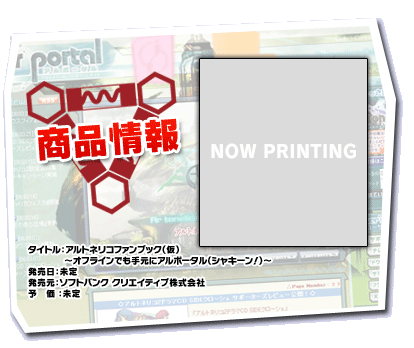 portal
商品情報
NOW PRINTING
タイトル:アルトネリコファンブック(仮)
～オフラインでも手元にアルポータル(シャキーン!)～
発売日:未定
発売元:ソフトバンク クリエイティブ株式会社
予 価:未定